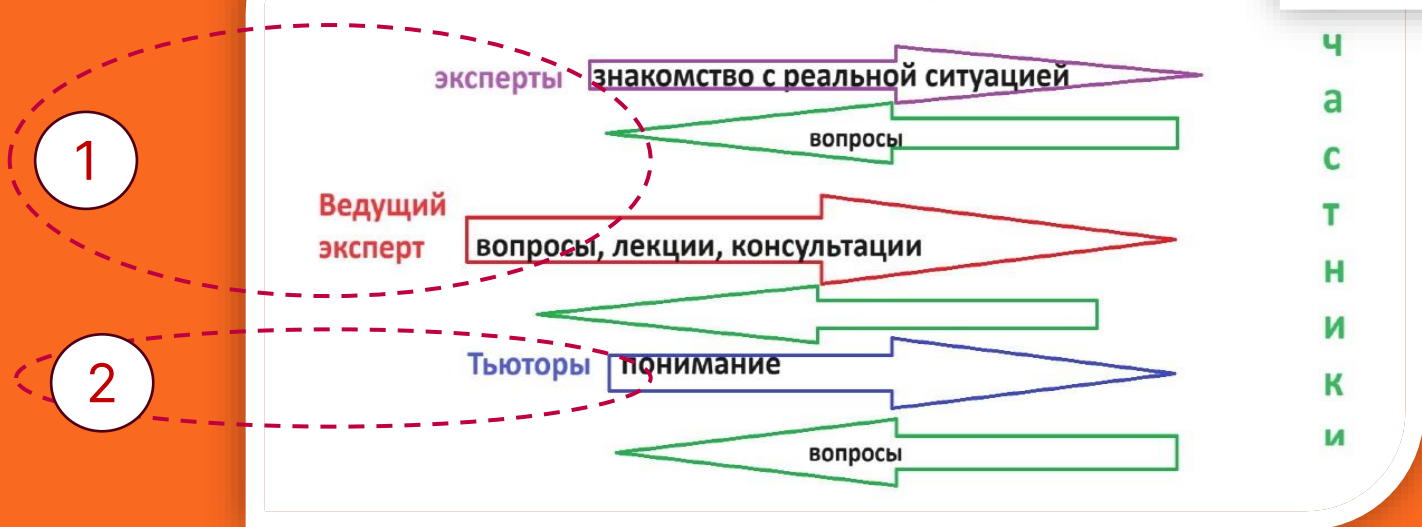 эксперты знакомство с реальной ситуацией
вопросы
1
Ведущий
эксперт
вопросы, лекции, консультации
Тьюторы понимание
2
вопросы
ч
а
с
т
н
и
к
и